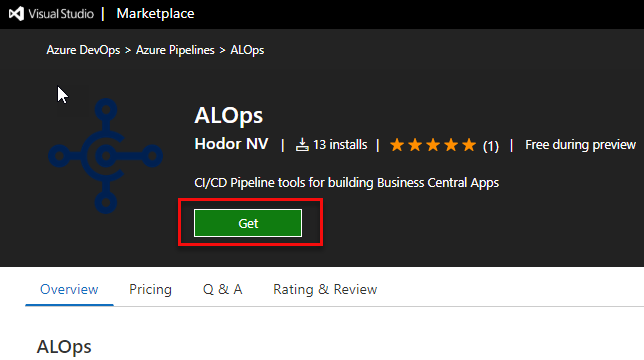 Visual Studio | Marketplace
Azure DevOps > Azure Pipelines > ALOps
ALOps
Hodor NV | 13 installs | (1) | Free during preview
CI/CD Pipeline tools for building Business Central Apps
Get
Overview Pricing Q & A Rating & Review
ALOps